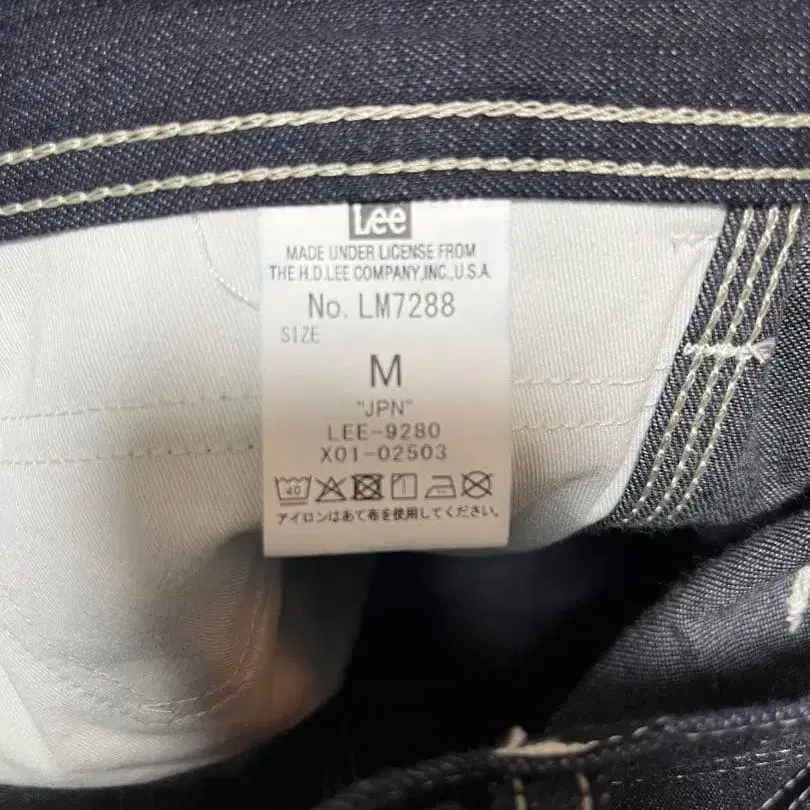 Lee
MADE UNDER LICENSE FROM
THE H.D.LEE COMPANY,INC.,U.S.A.
No. LM7288
SIZE
M
"JPN"
LEE-9280
X01-02503
40
アイロンはあて布を使用してください。